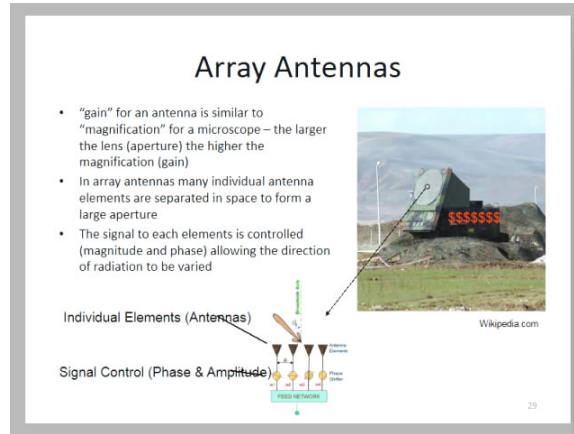 Array Antennas
• “gain” for an antenna is similar to
“magnification” for a microscope – the larger
the lens (aperture) the higher the
magnification (gain)
• In array antennas many individual antenna
elements are separated in space to form a
large aperture
• The signal to each elements is controlled
(magnitude and phase) allowing the direction
of radiation to be varied
$$$$$$$
Wikipedia.com
Broadside Axis
Individual Elements (Antennas)
Antenna
Elements
d
Signal Control (Phase & Amplitude)
Phase
Shifter
FEED NETWORK
29